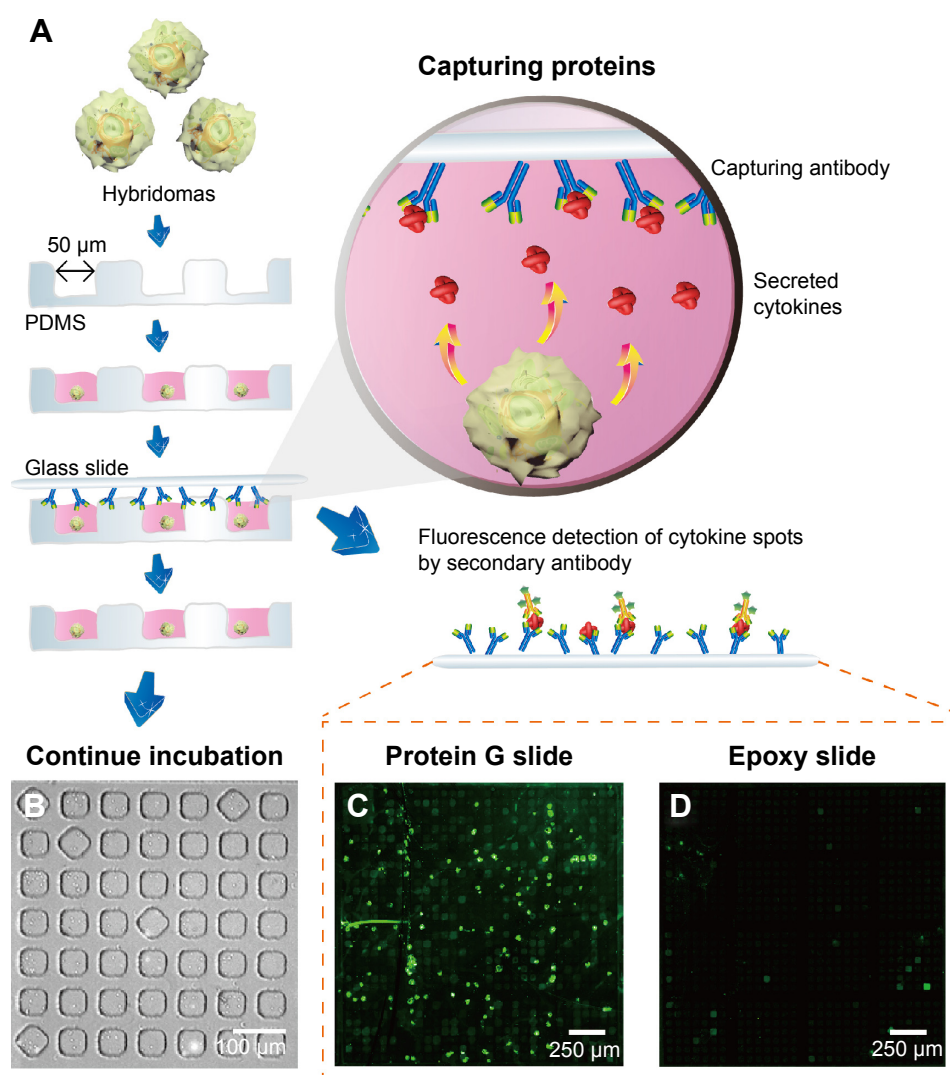 A
Capturing proteins
Hybridomas
Capturing antibody
50 µm
PDMS
Secreted
cytokines
Glass slide
Fluorescence detection of cytokine spots
by secondary antibody
Continue incubation
Protein G slide
Epoxy slide
B
C
D
100 µm
250 µm
250 µm